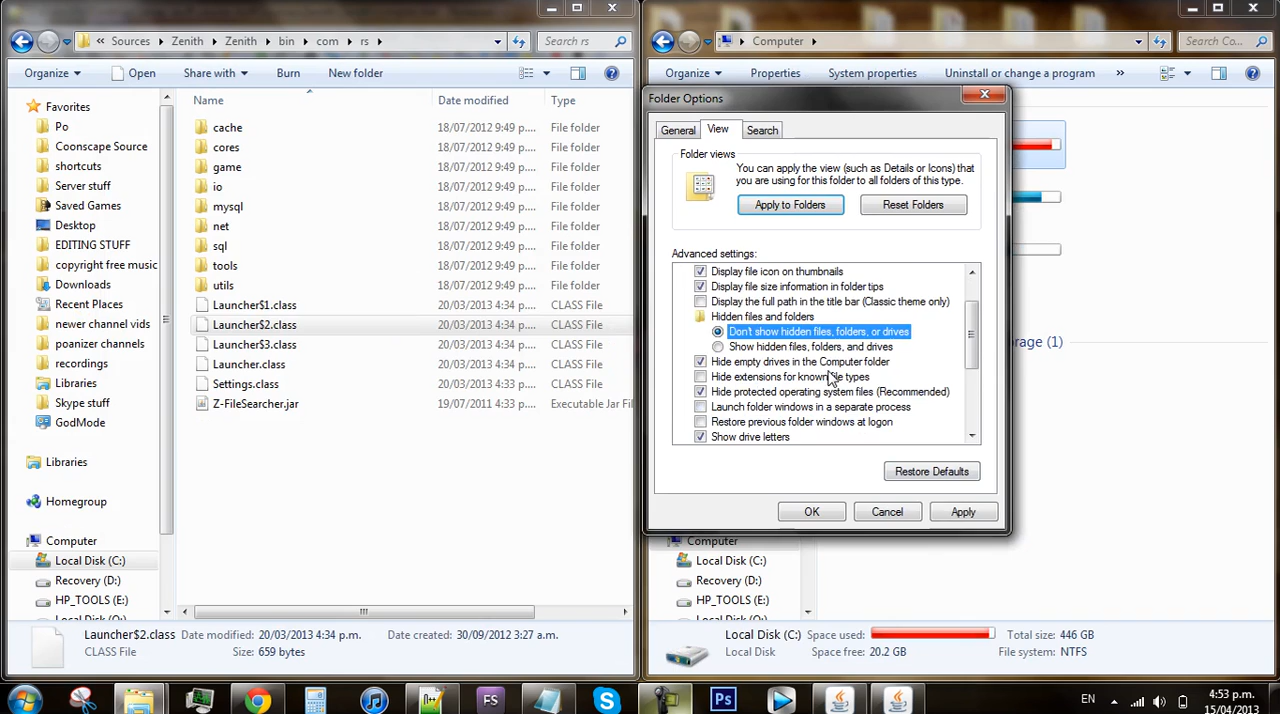 Sources Zenith Zenith bin com rs Search rs
Organize Open Share with Burn New folder
Name Date modified Type
Favorites
Po
Coonscape Source
shortcuts
Server stuff
Saved Games
Desktop
EDITING STUFF
copyright free music
Downloads
Recent Places
newer channel vids
poanizer channels
recordings
Libraries
Skype stuff
GodMode
Libraries
Homegroup
Computer
Local Disk (C:)
Recovery (D:)
HP_TOOLS (E:)
cache 18/07/2012 9:49 p.... File folder
cores 18/07/2012 9:49 p.... File folder
game 18/07/2012 9:49 p.... File folder
io 18/07/2012 9:49 p.... File folder
mysql 18/07/2012 9:49 p.... File folder
net 18/07/2012 9:49 p.... File folder
sql 18/07/2012 9:49 p.... File folder
tools 18/07/2012 9:49 p.... File folder
utils 18/07/2012 9:49 p.... File folder
Launcher$1.class 20/03/2013 4:34 p.... CLASS File
Launcher$2.class 20/03/2013 4:34 p.... CLASS File
Launcher$3.class 20/03/2013 4:34 p.... CLASS File
Launcher.class 20/03/2013 4:34 p.... CLASS File
Settings.class 20/03/2013 4:33 p.... CLASS File
Z-FileSearcher.jar 19/07/2011 4:33 p.... Executable Jar Fil
Launcher$2.class Date modified: 20/03/2013 4:34 p.m. Date created: 30/09/2012 3:27 a.m.
CLASS File Size: 659 bytes
Computer Search Co...
Organize Properties System properties Uninstall or change a program »
Folder Options
General View Search
Folder views
You can apply the view (such as Details or Icons) that
you are using for this folder to all folders of this type.
Apply to Folders Reset Folders
Advanced settings:
Display file icon on thumbnails
Display file size information in folder tips
Display the full path in the title bar (Classic theme only)
Hidden files and folders
Don't show hidden files, folders, or drives
Show hidden files, folders, and drives
Hide empty drives in the Computer folder
Hide extensions for known file types
Hide protected operating system files (Recommended)
Launch folder windows in a separate process
Restore previous folder windows at logon
Show drive letters
Restore Defaults
OK Cancel Apply
orage (1)
Computer
Local Disk (C:)
Recovery (D:)
HP_TOOLS (E:)
Local Disk (C:) Space used: Total size: 446 GB
Local Disk Space free: 20.2 GB File system: NTFS
FS Ps EN 4:53 p.m.
15/04/2013